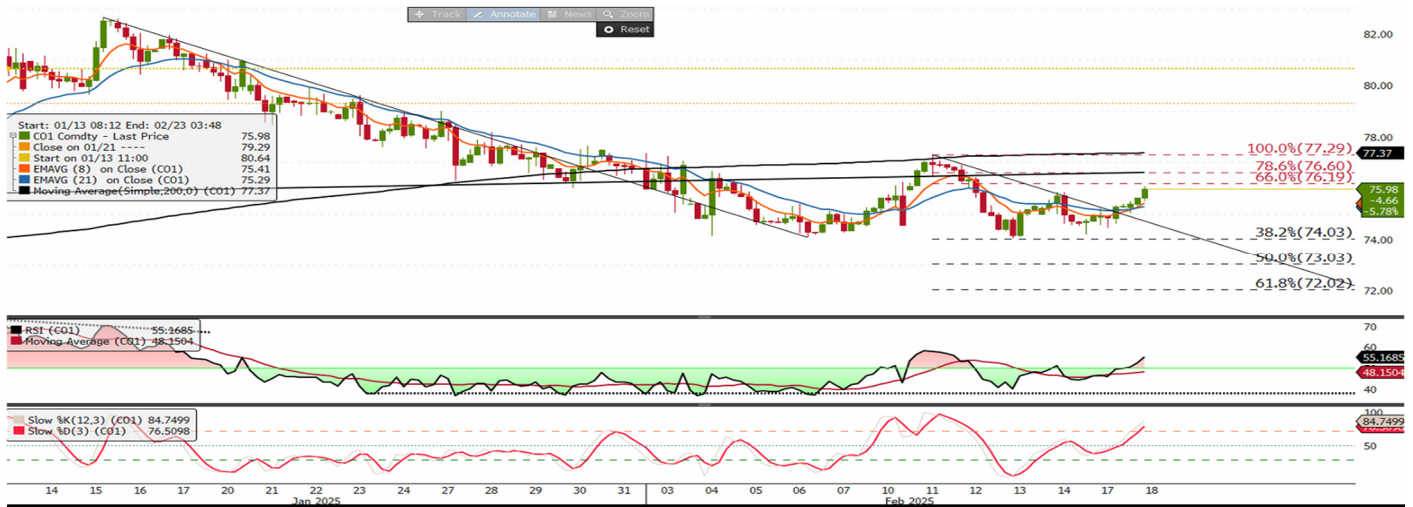 Track Annotate News Zoom
Reset
Start: 01/13 08:12 End: 02/23 03:48
CO1 Comdty - Last Price 75.98
Close on 01/21 ---- 79.29
Start on 01/13 11:00 80.64
EMAVG (8) on Close (CO1) 75.41
EMAVG (21) on Close (CO1) 75.29
Moving Average(Simple,200,0) (CO1) 77.37
82.00
80.00
78.00
100.0%(77.29)
77.37
78.6%(76.60)
66.0%(76.19)
75.98
-4.66
-5.78%
38.2%(74.03)
74.00
50.0%(73.03)
61.8%(72.02)
72.00
RSI (CO1) 55.1685
Moving Average (CO1) 48.1504
70
60
55.1685
48.1504
40
Slow %K(12,3) (CO1) 84.7499
Slow %D(3) (CO1) 76.5098
100
84.7499
50
14 15 16 17 20 21 22 23 24 27 28 29 30 31 03 04 05 06 07 10 11 12 13 14 17 18
Jan 2025 Feb 2025